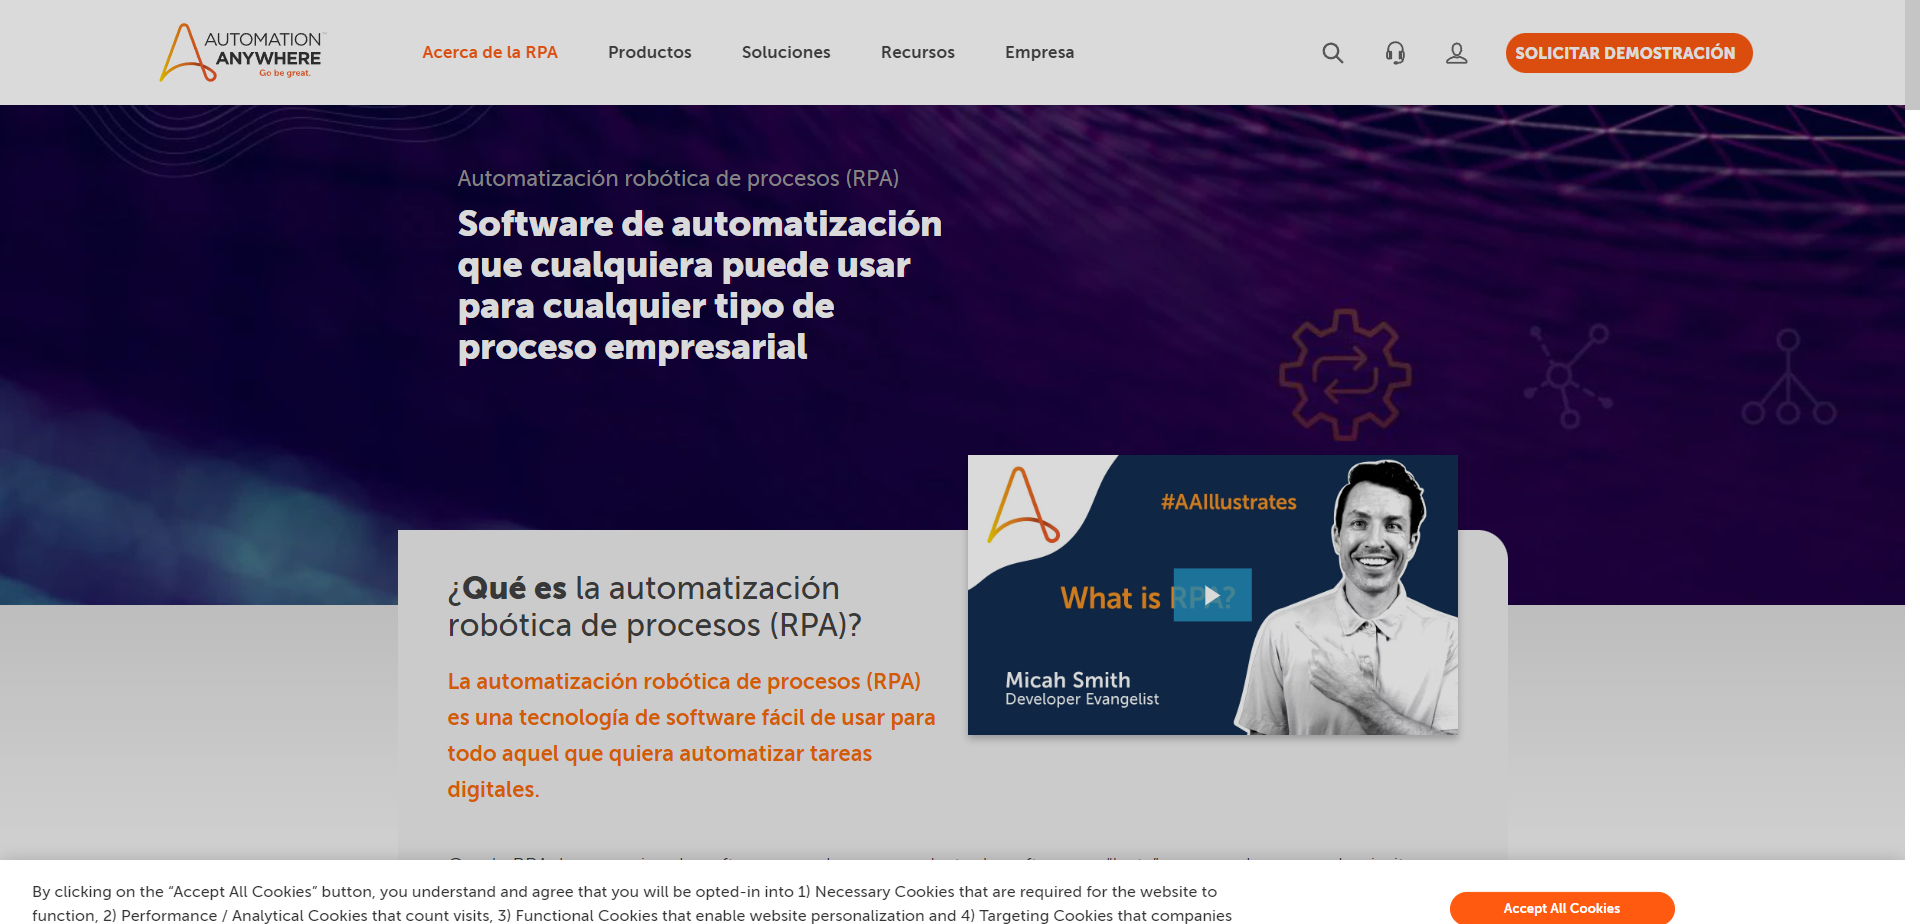 AUTOMATION
ANYWHERE
Go be great.
Acerca de la RPA
Productos
Soluciones
Recursos
Empresa
SOLICITAR DEMOSTRACIÓN
Automatización robótica de procesos (RPA)
Software de automatización
que cualquiera puede usar
para cualquier tipo de
proceso empresarial
#AAIllustrates
What is RPA?
Micah Smith
Developer Evangelist
¿Qué es la automatización
robótica de procesos (RPA)?
La automatización robótica de procesos (RPA)
es una tecnología de software fácil de usar para
todo aquel que quiera automatizar tareas
digitales.
By clicking on the “Accept All Cookies” button, you understand and agree that you will be opted-in into 1) Necessary Cookies that are required for the website to
function, 2) Performance / Analytical Cookies that count visits, 3) Functional Cookies that enable website personalization and 4) Targeting Cookies that companies
Accept All Cookies